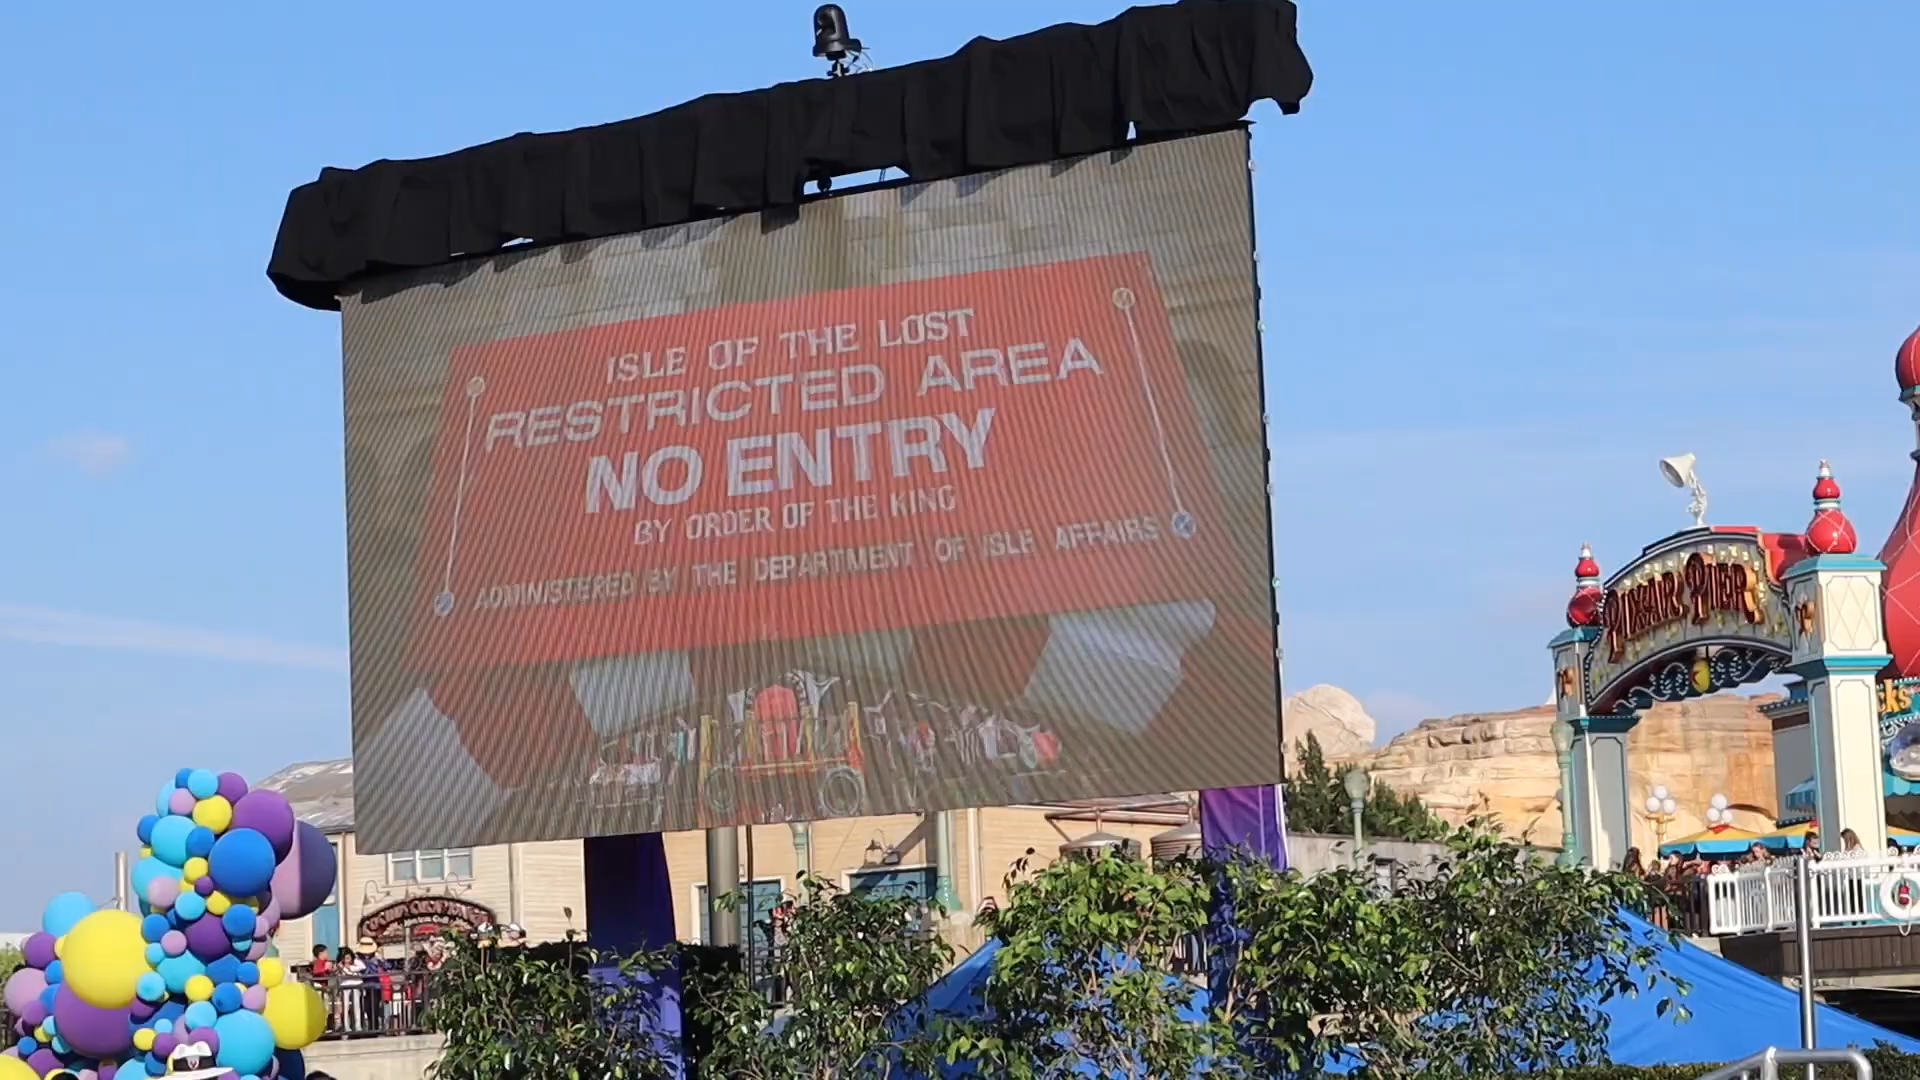 ISLE OF THE LOST
RESTRICTED AREA
NO ENTRY
BY ORDER OF THE KING
ADMINISTERED BY THE DEPARTMENT OF ISLE AFFAIRS
PIXAR PIER